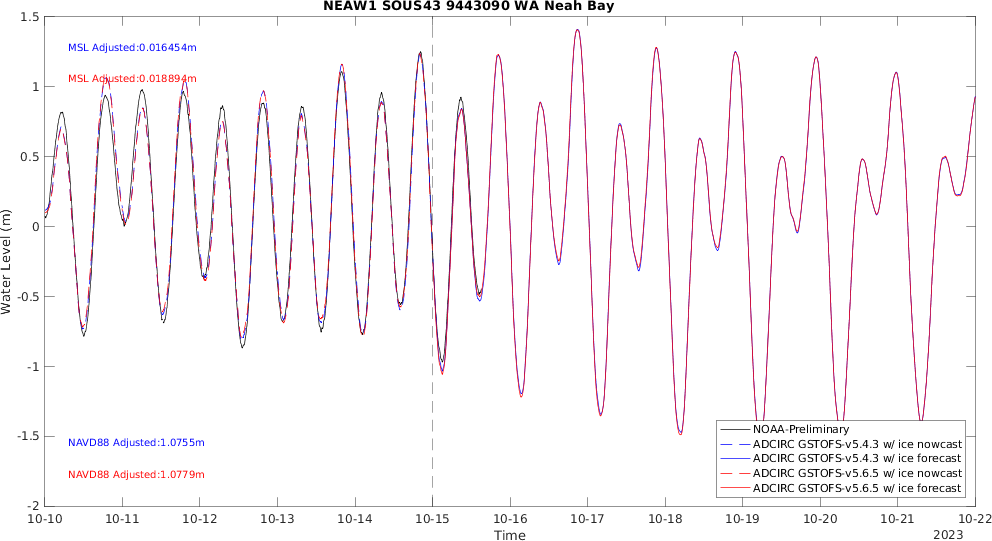 NEAW1 SOUS43 9443090 WA Neah Bay
1.5
1
0.5
0
-0.5
-1
-1.5
-2
Water Level (m)
MSL Adjusted:0.016454m
MSL Adjusted:0.018894m
NAVD88 Adjusted:1.0755m
NAVD88 Adjusted:1.0779m
NOAA-Preliminary
ADCIRC GSTOFS-v5.4.3 w/ ice nowcast
ADCIRC GSTOFS-v5.4.3 w/ ice forecast
ADCIRC GSTOFS-v5.6.5 w/ ice nowcast
ADCIRC GSTOFS-v5.6.5 w/ ice forecast
10-10 10-11 10-12 10-13 10-14 10-15 10-16 10-17 10-18 10-19 10-20 10-21 10-22
Time
2023